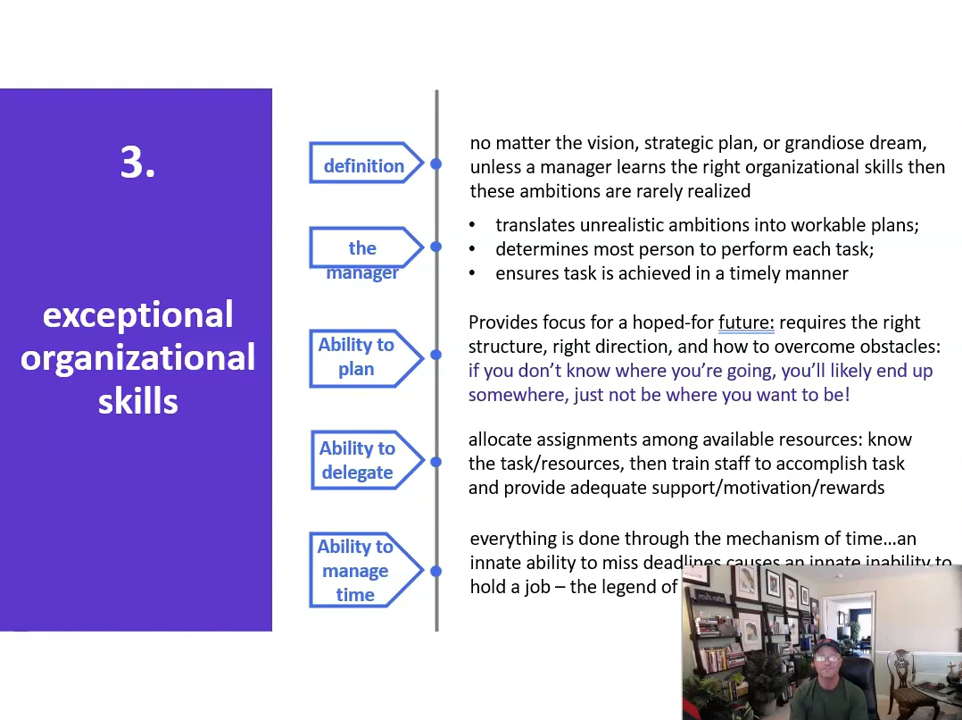 3.
exceptional
organizational
skills
definition
no matter the vision, strategic plan, or grandiose dream,
unless a manager learns the right organizational skills then
these ambitions are rarely realized
the
manager
• translates unrealistic ambitions into workable plans;
• determines most person to perform each task;
• ensures task is achieved in a timely manner
Ability to
plan
Provides focus for a hoped-for future: requires the right
structure, right direction, and how to overcome obstacles:
if you don't know where you're going, you'll likely end up
somewhere, just not be where you want to be!
Ability to
delegate
allocate assignments among available resources: know
the task/resources, then train staff to accomplish task
and provide adequate support/motivation/rewards
Ability to
manage
time
everything is done through the mechanism of time...an
innate ability to miss deadlines causes an innate inability to
hold a job – the legend of